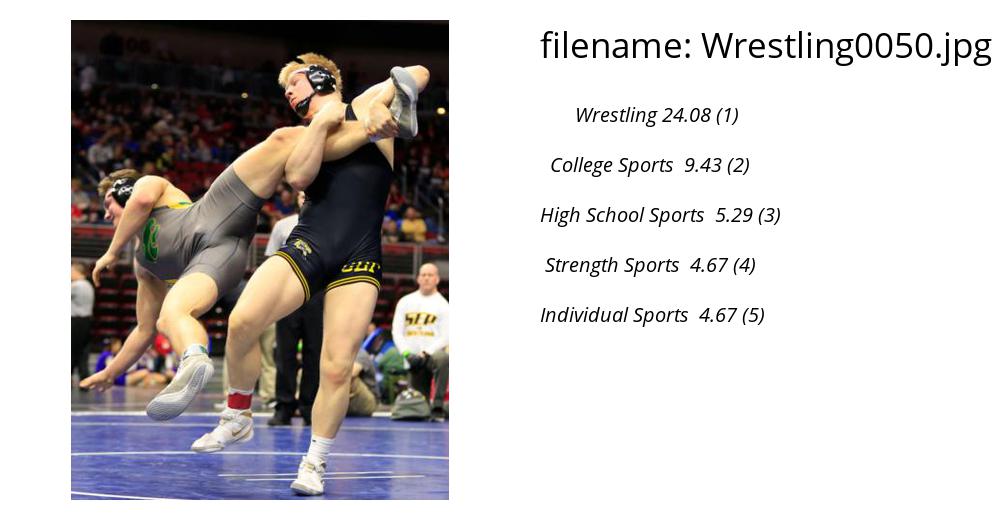 filename: Wrestling0050.jpg
Wrestling 24.08 (1)
College Sports 9.43 (2)
High School Sports 5.29 (3)
Strength Sports 4.67 (4)
Individual Sports 4.67 (5)